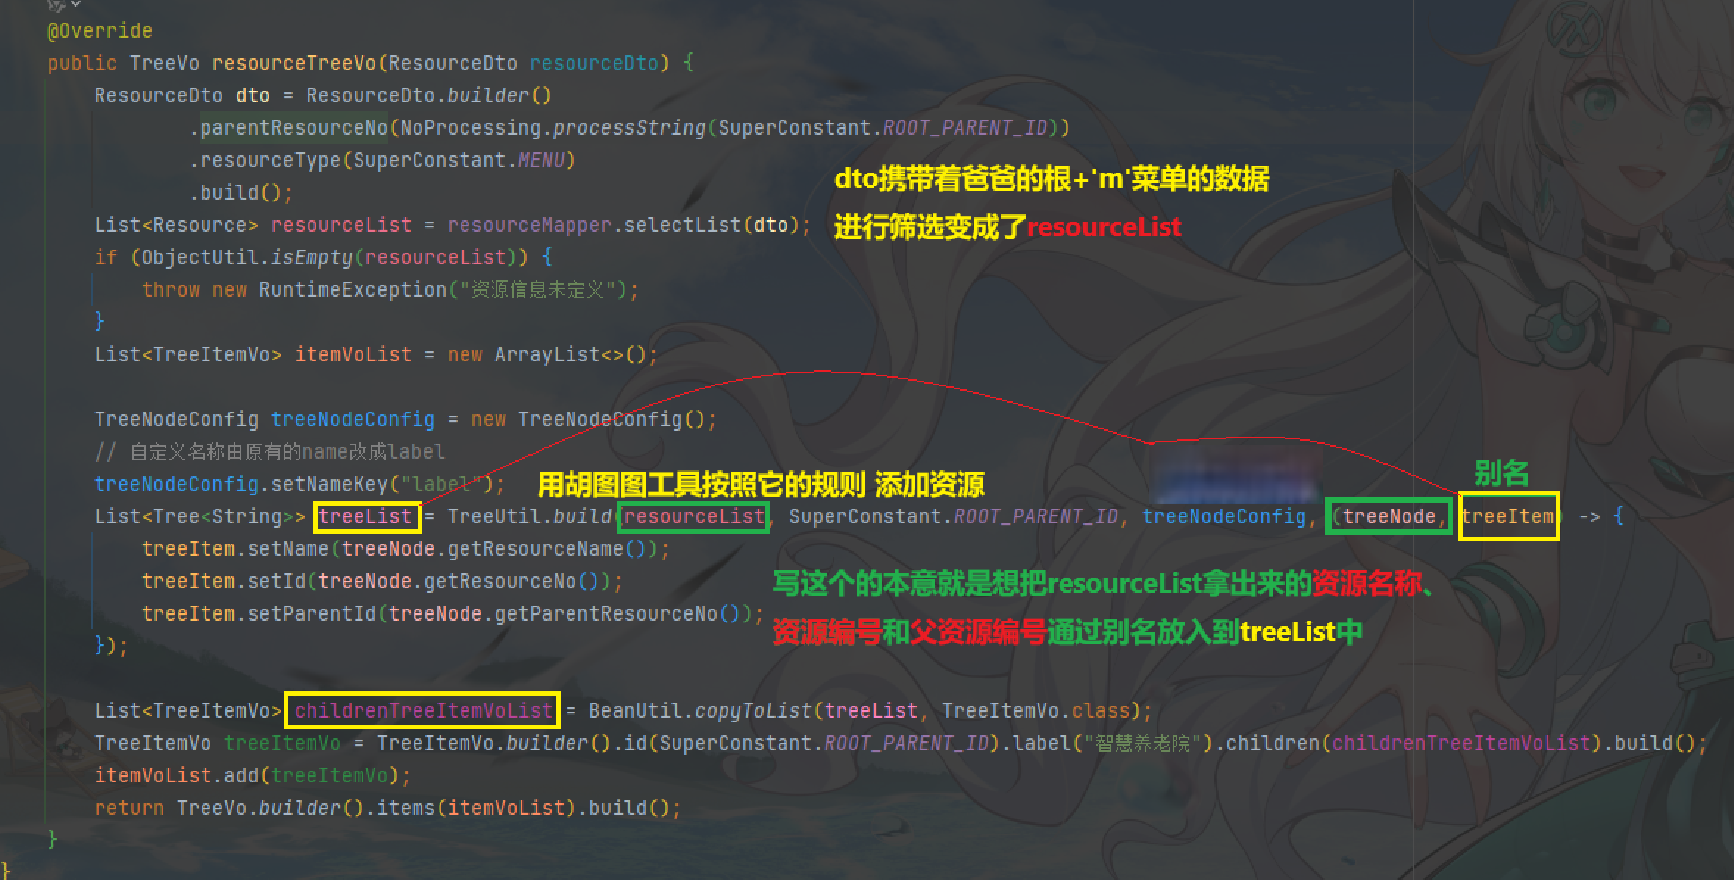 @Override
public TreeVo resourceTreeVo(ResourceDto resourceDto) {
ResourceDto dto = ResourceDto.builder()
.parentResourceNo(NoProcessing.processString(SuperConstant.ROOT_PARENT_ID))
.resourceType(SuperConstant.MENU)
.build();
dto携带着爸爸的根+'m'菜单的数据
List<Resource> resourceList = resourceMapper.selectList(dto);
进行筛选变成了resourceList
if (ObjectUtil.isEmpty(resourceList)) {
throw new RuntimeException("资源信息未定义");
}
List<TreeItemVo> itemVoList = new ArrayList<>();
TreeNodeConfig treeNodeConfig = new TreeNodeConfig();
// 自定义名称由原有的name改成label
treeNodeConfig.setNameKey("label");
用胡图图工具按照它的规则 添加资源
别名
List<Tree<String>> treeList = TreeUtil.build(resourceList, SuperConstant.ROOT_PARENT_ID, treeNodeConfig, (treeNode, treeItem) -> {
treeItem.setName(treeNode.getResourceName());
treeItem.setId(treeNode.getResourceNo());
写这个的本意就是想把resourceList拿出来的资源名称、
treeItem.setParentId(treeNode.getParentResourceNo());
资源编号和父资源编号通过别名放入到treeList中
});
List<TreeItemVo> childrenTreeItemVoList = BeanUtil.copyToList(treeList, TreeItemVo.class);
TreeItemVo treeItemVo = TreeItemVo.builder().id(SuperConstant.ROOT_PARENT_ID).label("智慧养老院").children(childrenTreeItemVoList).build();
itemVoList.add(treeItemVo);
return TreeVo.builder().items(itemVoList).build();
}
}